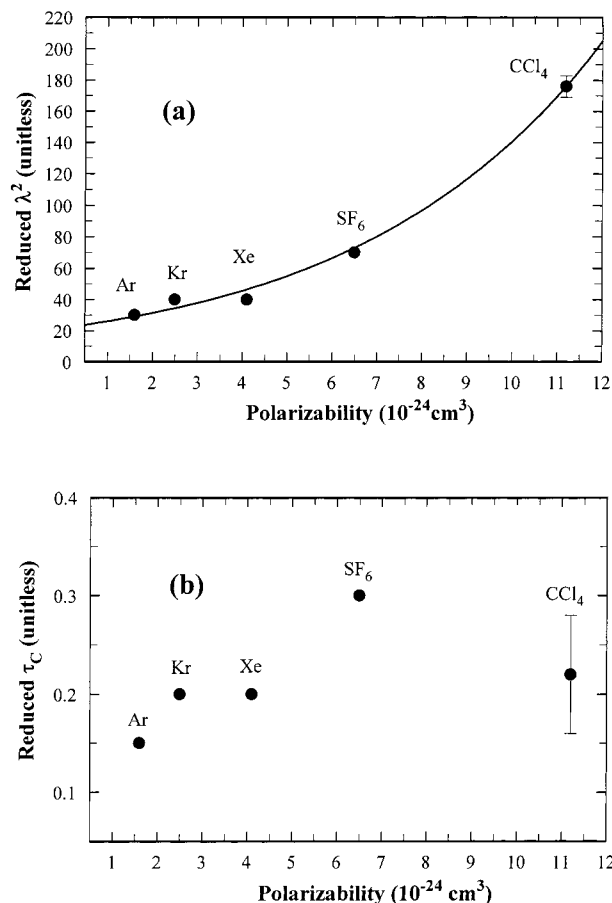 220
200
180
160
140
120
100
80
60
40
20
0
Reduced λ² (unitless)
(a)
Ar
Kr
Xe
SF₆
CCl₄
1 2 3 4 5 6 7 8 9 10 11 12
Polarizability (10⁻²⁴cm³)
0.4
0.3
0.2
0.1
Reduced τ_C (unitless)
(b)
Ar
Kr
Xe
SF₆
CCl₄
1 2 3 4 5 6 7 8 9 10 11 12
Polarizability (10⁻²⁴ cm³)